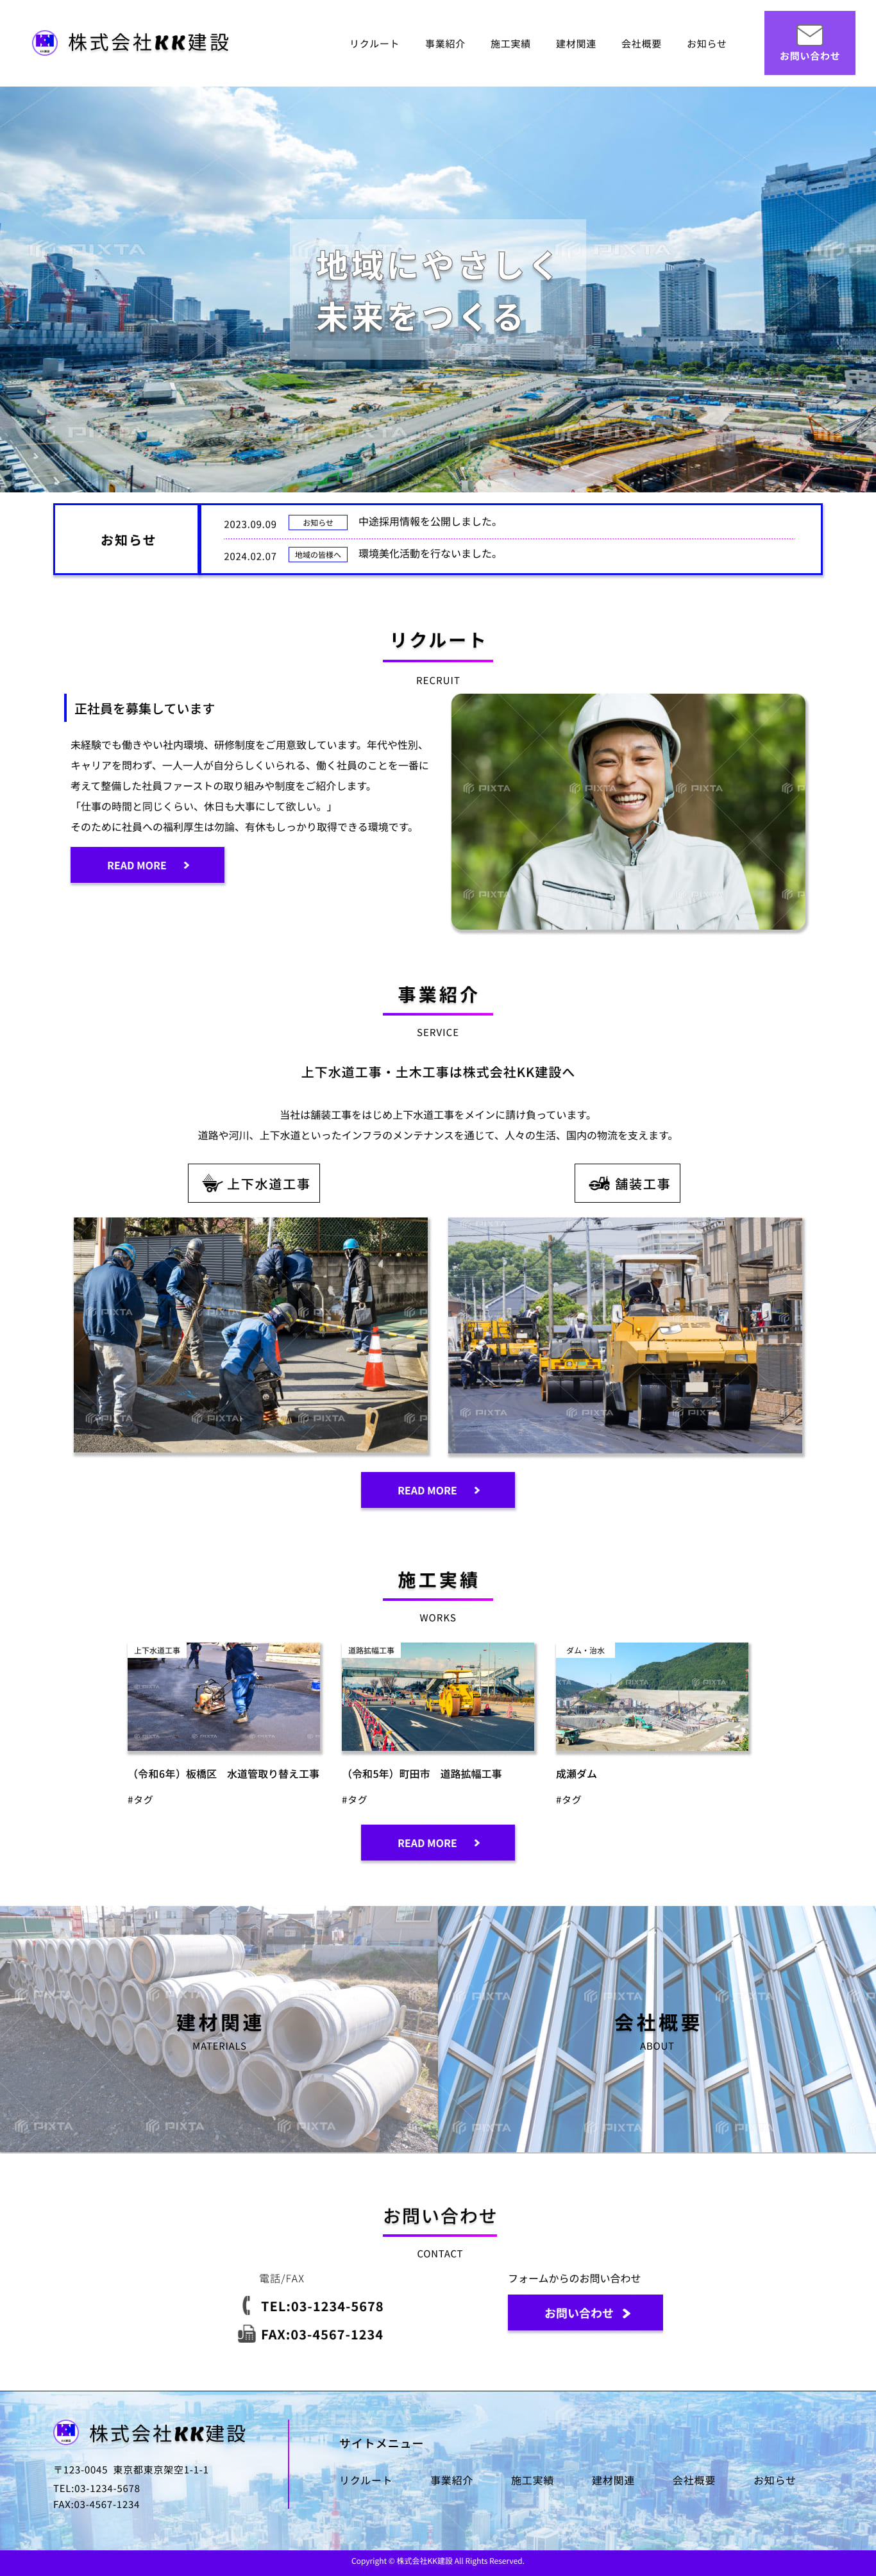 株式会社KK建設
リクルート 事業紹介 施工実績 建材関連 会社概要 お知らせ
お問い合わせ
地域にやさしく
未来をつくる
お知らせ
2023.09.09 お知らせ 中途採用情報を公開しました。
2024.02.07 地域の皆様へ 環境美化活動を行ないました。
リクルート
RECRUIT
正社員を募集しています
未経験でも働きやい社内環境、研修制度をご用意致しています。年代や性別、
キャリアを問わず、一人一人が自分らしくいられる、働く社員のことを一番に
考えて整備した社員ファーストの取り組みや制度をご紹介します。
「仕事の時間と同じくらい、休日も大事にして欲しい。」
そのために社員への福利厚生は勿論、有休もしっかり取得できる環境です。
READ MORE
事業紹介
SERVICE
上下水道工事・土木工事は株式会社KK建設へ
当社は舗装工事をはじめ上下水道工事をメインに請け負っています。
道路や河川、上下水道といったインフラのメンテナンスを通じて、人々の生活、国内の物流を支えます。
上下水道工事
舗装工事
READ MORE
施工実績
WORKS
上下水道工事
道路拡幅工事
ダム・治水
（令和6年）板橋区　水道管取り替え工事
（令和5年）町田市　道路拡幅工事
成瀬ダム
#タグ
#タグ
#タグ
READ MORE
建材関連
MATERIALS
会社概要
ABOUT
お問い合わせ
CONTACT
電話/FAX
TEL:03-1234-5678
FAX:03-4567-1234
フォームからのお問い合わせ
お問い合わせ
株式会社KK建設
〒123-0045 東京都東京架空1-1-1
TEL:03-1234-5678
FAX:03-4567-1234
サイトメニュー
リクルート 事業紹介 施工実績 建材関連 会社概要 お知らせ
Copyright © 株式会社KK建設 All Rights Reserved.